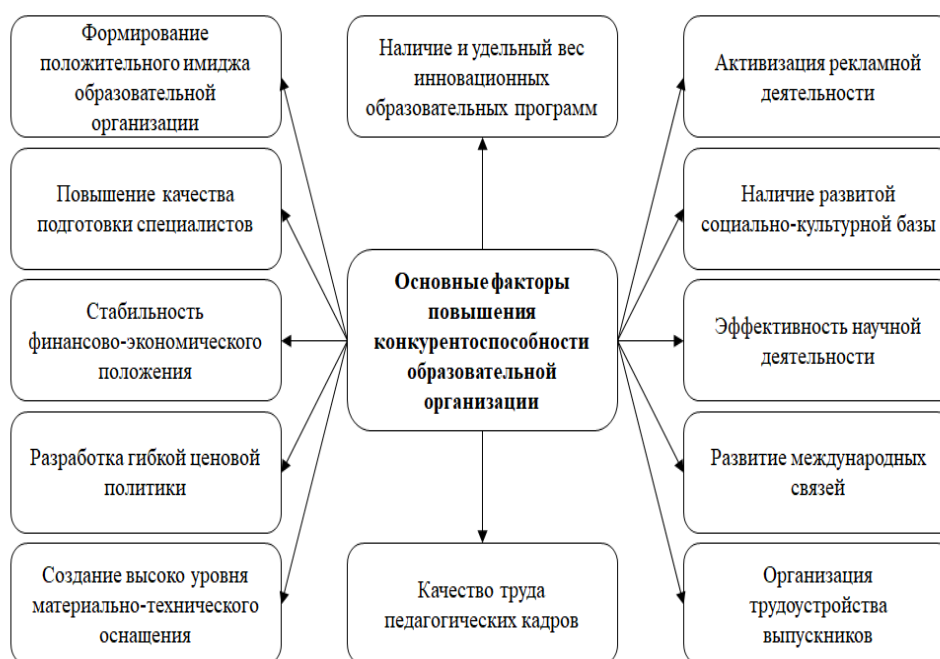 Формирование
положительного имиджа
образовательной
организации
Наличие и удельный вес
инновационных
образовательных программ
Активизация рекламной
деятельности
Повышение качества
подготовки специалистов
Наличие развитой
социально-культурной базы
Основные факторы
повышения
конкурентоспособности
образовательной
организации
Стабильность
финансово-экономического
положения
Эффективность научной
деятельности
Разработка гибкой ценовой
политики
Развитие международных
связей
Создание высоко уровня
материально-технического
оснащения
Качество труда
педагогических кадров
Организация
трудоустройства
выпускников